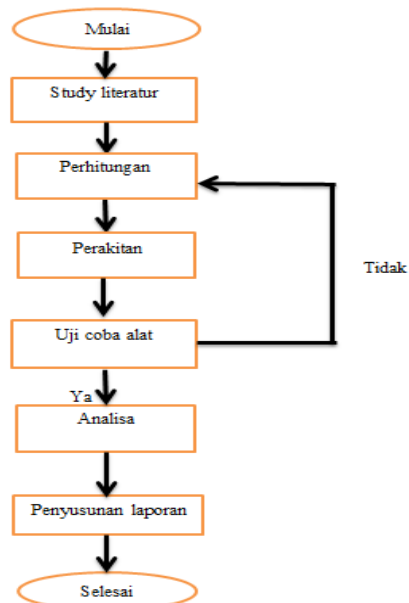 Mulai
Study literatur
Perhitungan
Perakitan
Tidak
Uji coba alat
Ya
Analisa
Penyusunan laporan
Selesai